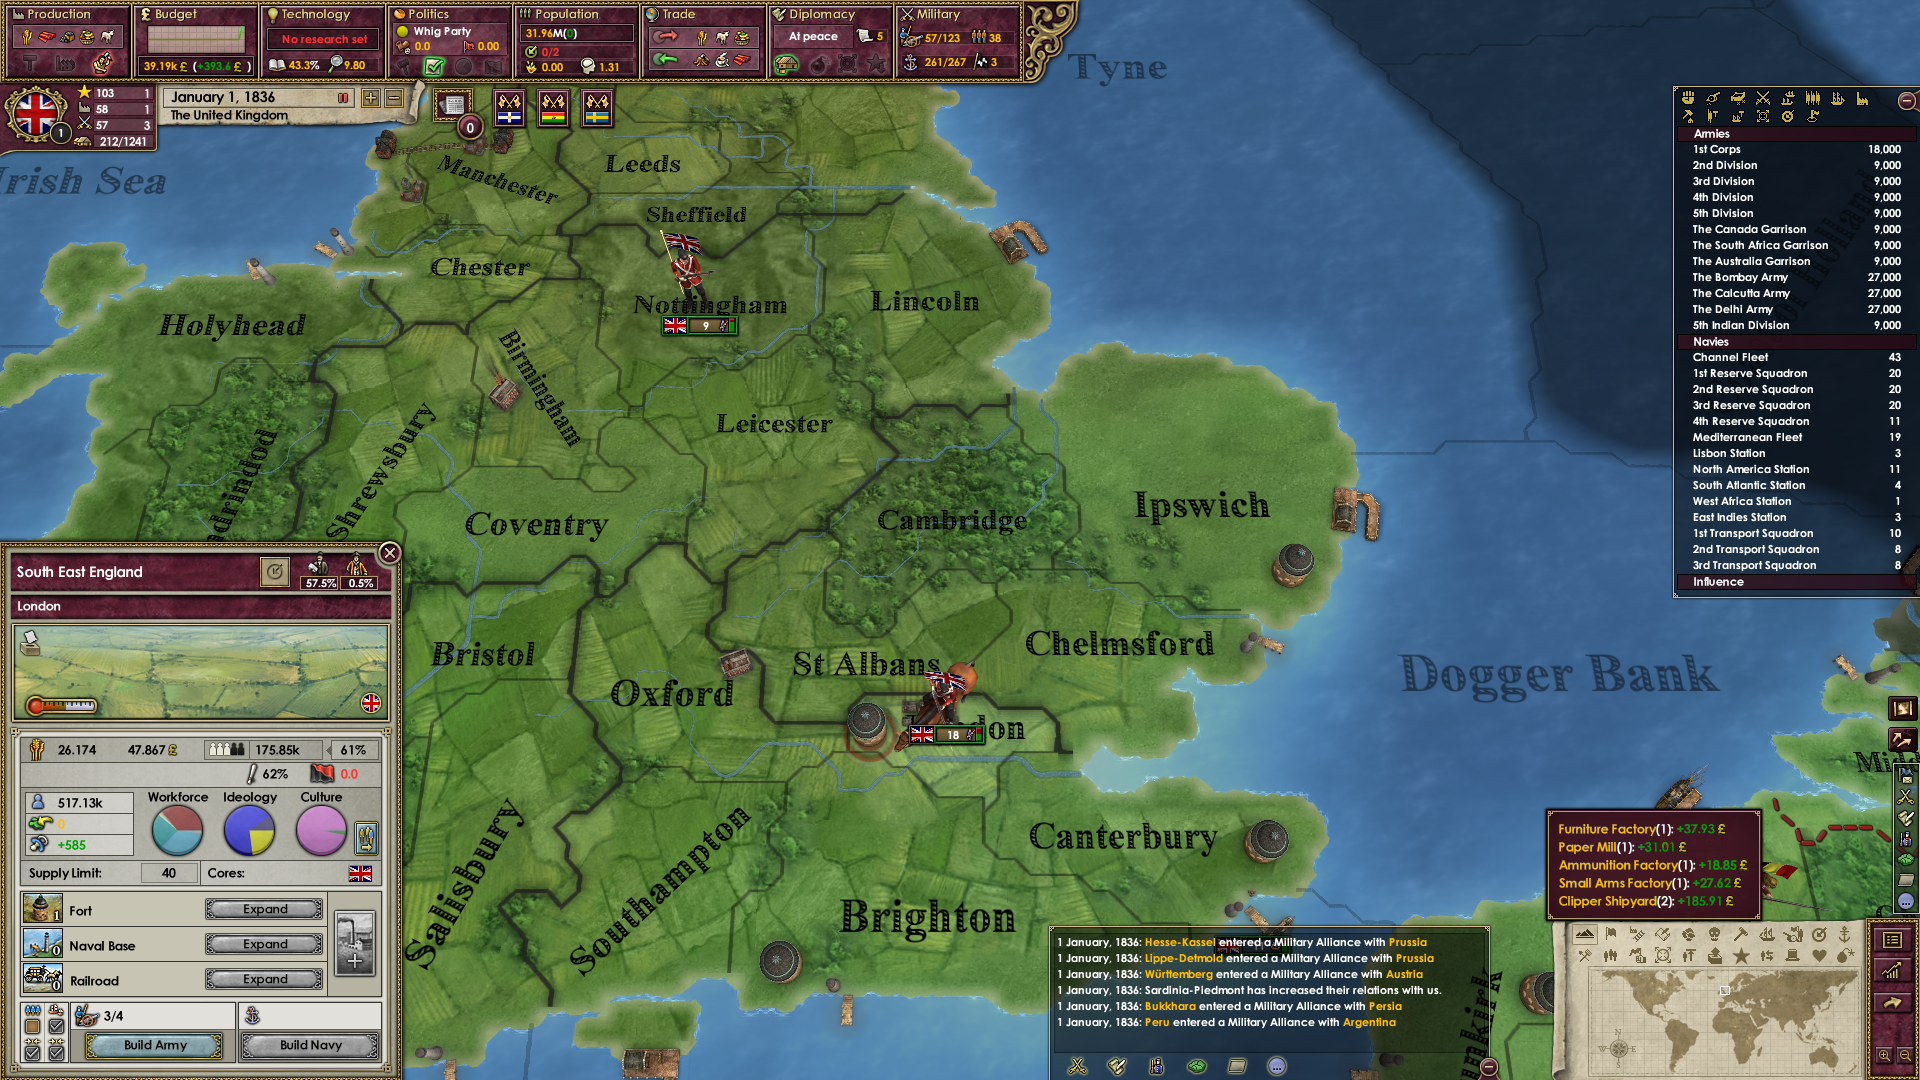 Production
Budget
39.19k £ (+393.6 £ )
Technology
No research set
43.3% 9.80
Politics
Whig Party
0.0 0.00
Population
31.96M(0)
0/2
0.00 1.31
Trade
Diplomacy
At peace 5
Military
57/123 38
261/267 3
103 1
58 1
57 3
212/1241
1
January 1, 1836
The United Kingdom
0
Tyne
Irish Sea
Manchester
Leeds
Sheffield
Chester
Nottingham
9
Lincoln
Holyhead
Birmingham
Leicester
Shrewsbury
Coventry
Cambridge
Ipswich
Bristol
Oxford
St Albans
Chelmsford
18
Dogger Bank
Salisbury
Southampton
Canterbury
Brighton
Armies
1st Corps 18,000
2nd Division 9,000
3rd Division 9,000
4th Division 9,000
5th Division 9,000
The Canada Garrison 9,000
The South Africa Garrison 9,000
The Australia Garrison 9,000
The Bombay Army 27,000
The Calcutta Army 27,000
The Delhi Army 27,000
5th Indian Division 9,000
Navies
Channel Fleet 43
1st Reserve Squadron 20
2nd Reserve Squadron 20
3rd Reserve Squadron 20
4th Reserve Squadron 11
Mediterranean Fleet 19
Lisbon Station 3
North America Station 11
South Atlantic Station 4
West Africa Station 1
East Indies Station 3
1st Transport Squadron 10
2nd Transport Squadron 8
3rd Transport Squadron 8
Influence
South East England
57.5% 0.5%
London
26.174 47.867 £ 175.85k 61%
62% 0.0
Workforce Ideology Culture
517.13k
0
+585
Supply Limit: 40 Cores:
1 Fort Expand
0 Naval Base Expand
0 Railroad Expand
3/4
Build Army Build Navy
Furniture Factory(1): +37.93 £
Paper Mill(1): +31.01 £
Ammunition Factory(1): +18.85 £
Small Arms Factory(1): +27.62 £
Clipper Shipyard(2): +185.91 £
1 January, 1836: Hesse-Kassel entered a Military Alliance with Prussia
1 January, 1836: Lippe-Detmold entered a Military Alliance with Prussia
1 January, 1836: Württemberg entered a Military Alliance with Austria
1 January, 1836: Sardinia-Piedmont has increased their relations with us.
1 January, 1836: Bukkhara entered a Military Alliance with Persia
1 January, 1836: Peru entered a Military Alliance with Argentina